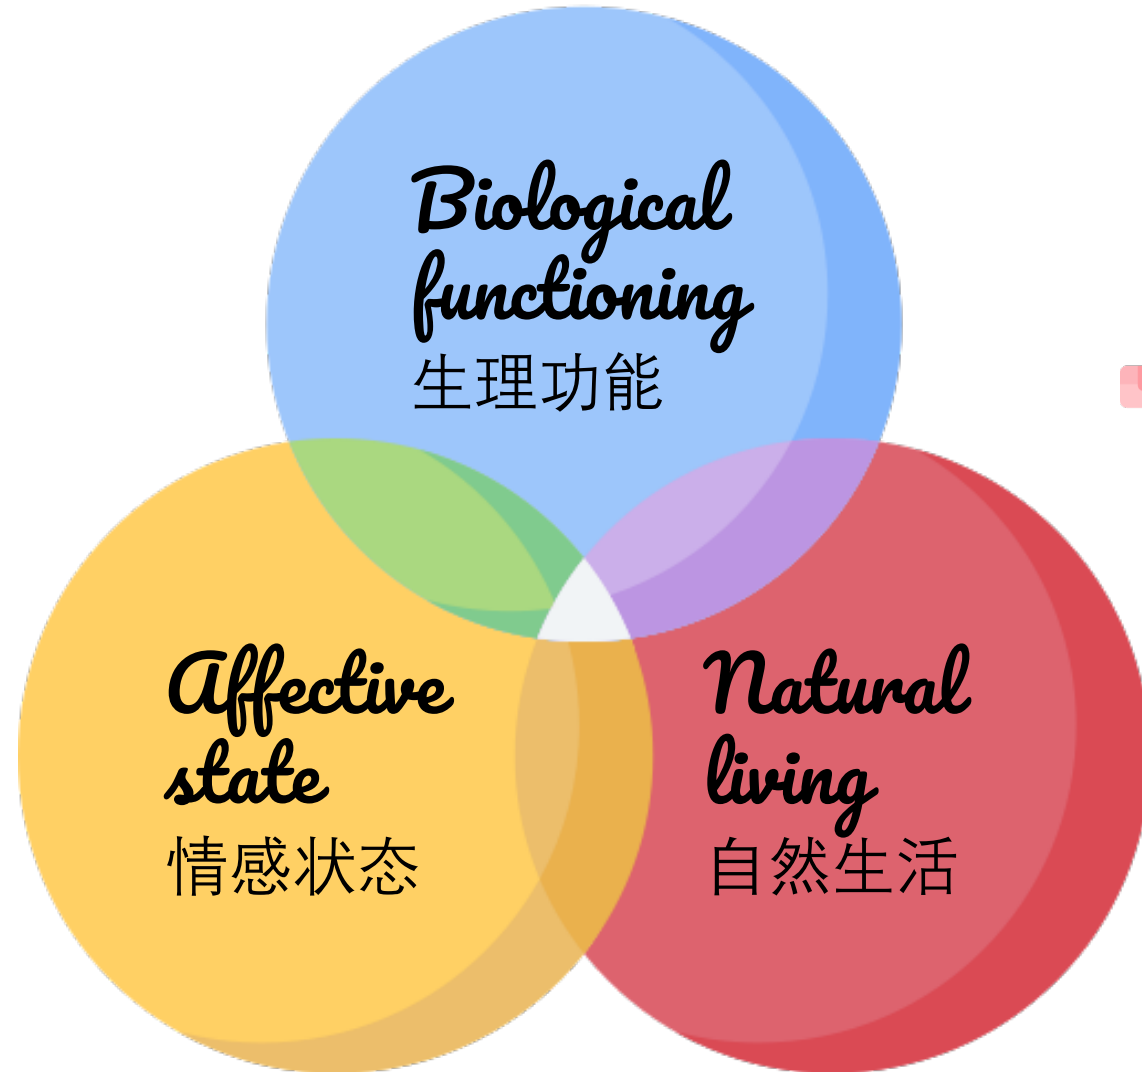 Biological
functioning
生理功能
Affective
state
情感状态
Natural
living
自然生活